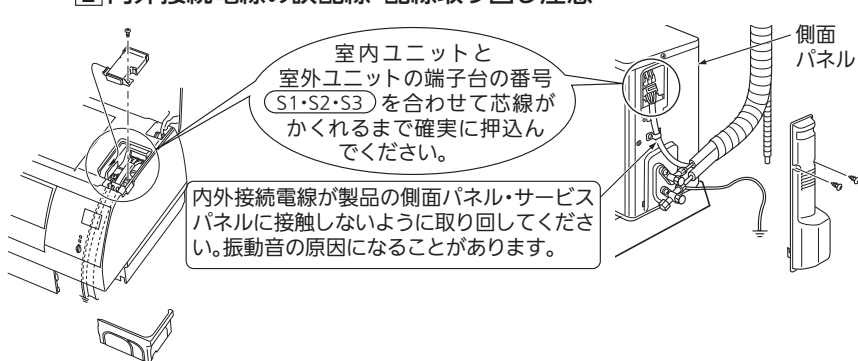 内外接続電線の誤配線・配線取り回し注意
室内ユニットと
室外ユニットの端子台の番号
S1・S2・S3 を合わせて芯線が
かくれるまで確実に押込ん
でください。
側面
パネル
内外接続電線が製品の側面パネル・サービス
パネルに接触しないように取り回してくださ
い。振動音の原因になることがあります。